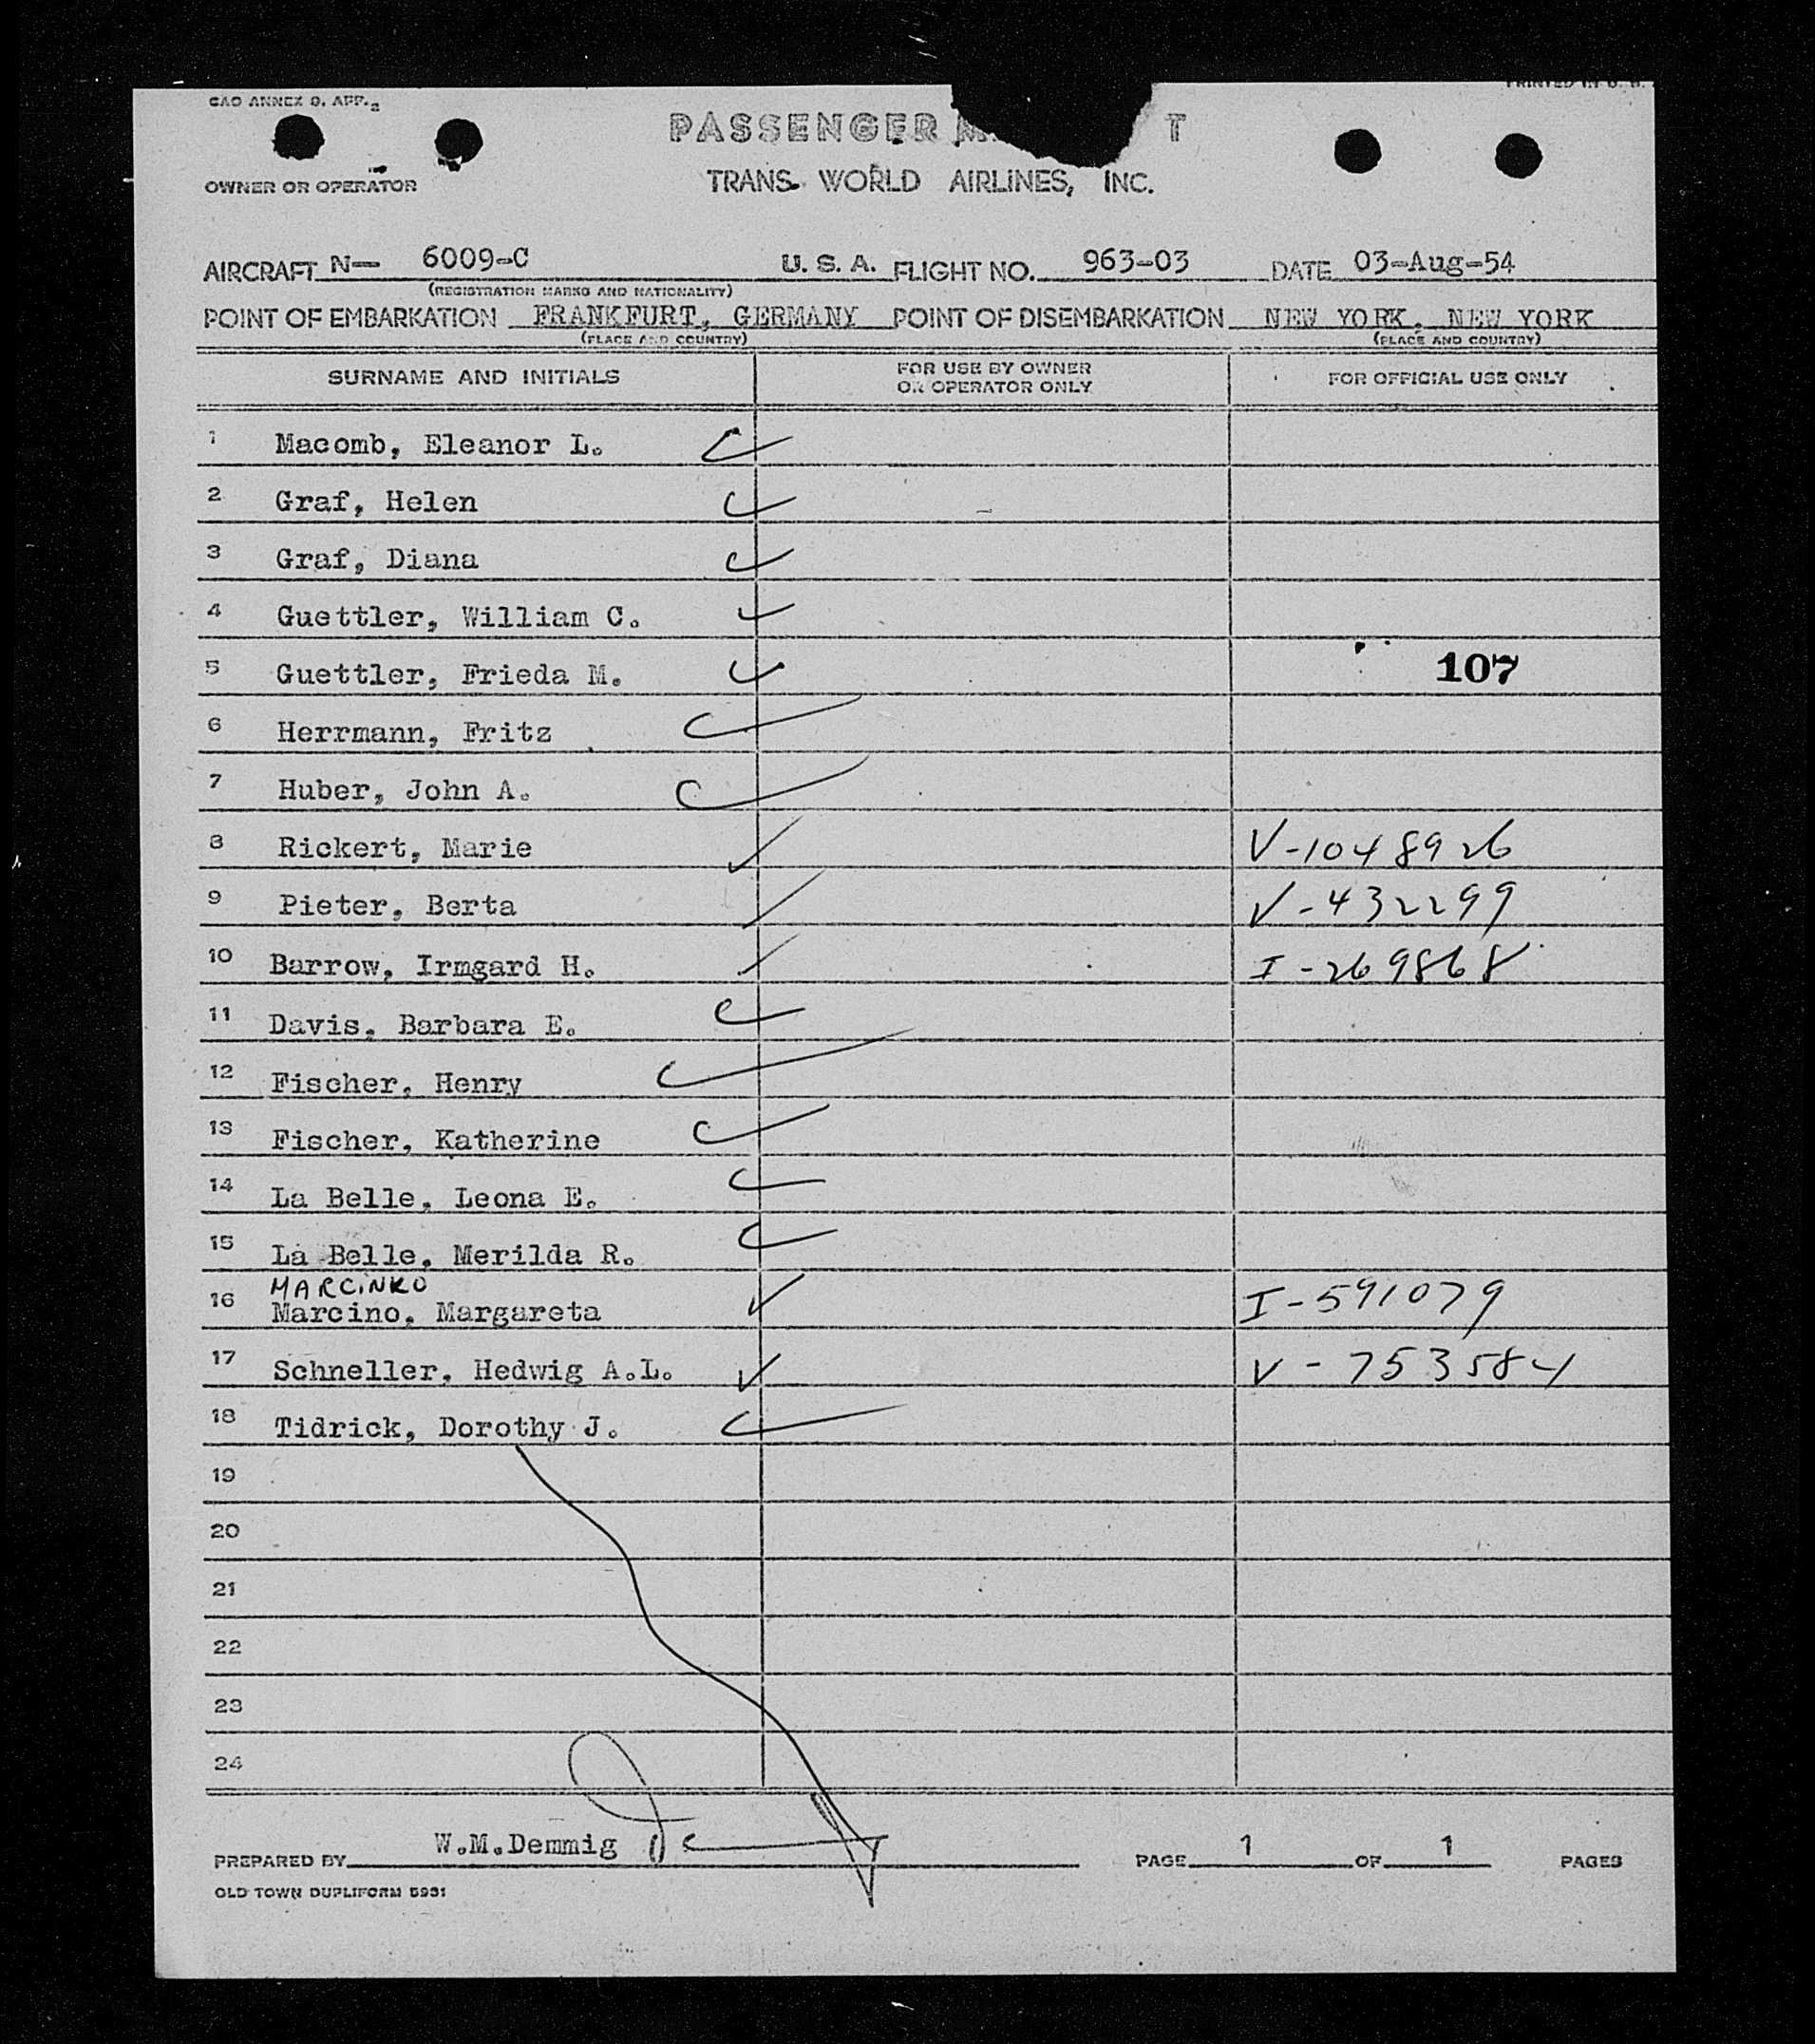 CAO ANNEX 9, APP. 2
PRINTED IN U. S.
PASSENGER M T
OWNER OR OPERATOR
TRANS WORLD AIRLINES, INC.
AIRCRAFT N— 6009-C U. S. A. FLIGHT NO. 963-03 DATE 03-Aug-54
(REGISTRATION MARKS AND NATIONALITY)
POINT OF EMBARKATION FRANKFURT, GERMANY POINT OF DISEMBARKATION NEW YORK, NEW YORK
(PLACE AND COUNTRY) (PLACE AND COUNTRY)
SURNAME AND INITIALS FOR USE BY OWNER OR OPERATOR ONLY FOR OFFICIAL USE ONLY
1 Macomb, Eleanor L.
2 Graf, Helen
3 Graf, Diana
4 Guettler, William C.
5 Guettler, Frieda M. 107
6 Herrmann, Fritz
7 Huber, John A.
8 Rickert, Marie V-1048926
9 Pieter, Berta V-432299
10 Barrow, Irmgard H. I-269868
11 Davis, Barbara E.
12 Fischer, Henry
13 Fischer, Katherine
14 La Belle, Leona E.
15 La Belle, Merilda R.
MARCINKO
16 Marcino, Margareta I-591079
17 Schneller, Hedwig A.L. V-753584
18 Tidrick, Dorothy J.
19
20
21
22
23
24
PREPARED BY W.M.Demmig PAGE 1 OF 1 PAGES
OLD TOWN DUPLIFORM 5931